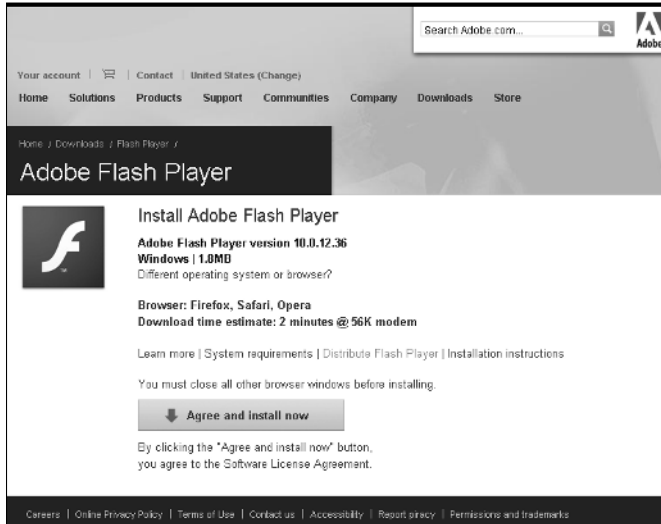 Search Adobe.com...
Adobe
Your account | Contact | United States (Change)
Home Solutions Products Support Communities Company Downloads Store
Home / Downloads / Flash Player /
Adobe Flash Player
Install Adobe Flash Player
Adobe Flash Player version 10.0.12.36
Windows | 1.8MB
Different operating system or browser?
Browser: Firefox, Safari, Opera
Download time estimate: 2 minutes @ 56K modem
Learn more | System requirements | Distribute Flash Player | Installation instructions
You must close all other browser windows before installing.
Agree and install now
By clicking the "Agree and install now" button,
you agree to the Software License Agreement.
Careers | Online Privacy Policy | Terms of Use | Contact us | Accessibility | Report piracy | Permissions and trademarks